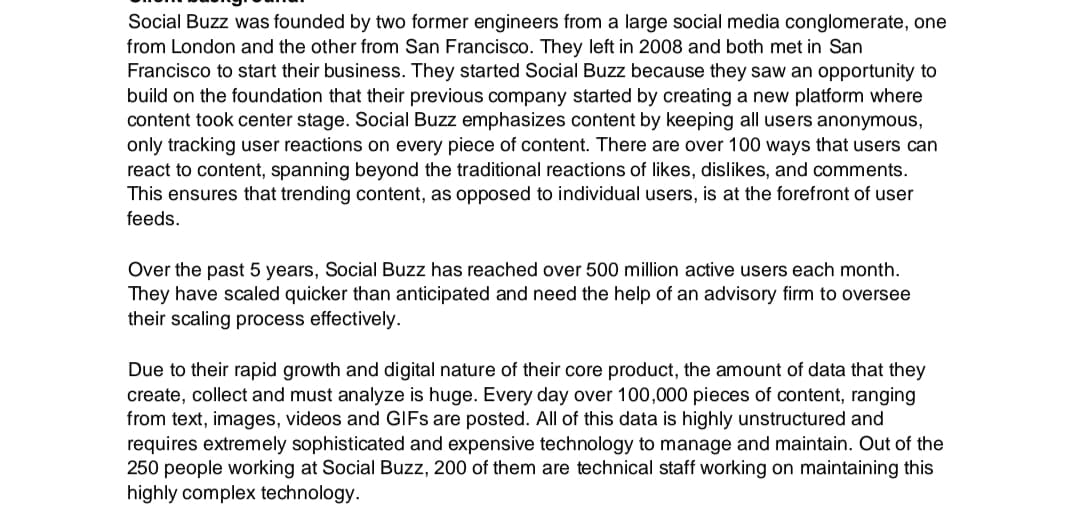 Social Buzz was founded by two former engineers from a large social media conglomerate, one
from London and the other from San Francisco. They left in 2008 and both met in San
Francisco to start their business. They started Social Buzz because they saw an opportunity to
build on the foundation that their previous company started by creating a new platform where
content took center stage. Social Buzz emphasizes content by keeping all users anonymous,
only tracking user reactions on every piece of content. There are over 100 ways that users can
react to content, spanning beyond the traditional reactions of likes, dislikes, and comments.
This ensures that trending content, as opposed to individual users, is at the forefront of user
feeds.
Over the past 5 years, Social Buzz has reached over 500 million active users each month.
They have scaled quicker than anticipated and need the help of an advisory firm to oversee
their scaling process effectively.
Due to their rapid growth and digital nature of their core product, the amount of data that they
create, collect and must analyze is huge. Every day over 100,000 pieces of content, ranging
from text, images, videos and GIFs are posted. All of this data is highly unstructured and
requires extremely sophisticated and expensive technology to manage and maintain. Out of the
250 people working at Social Buzz, 200 of them are technical staff working on maintaining this
highly complex technology.